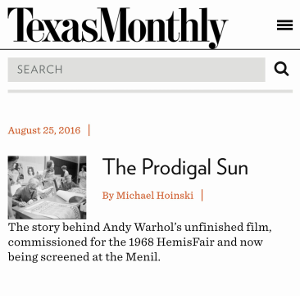 TexasMonthly
SEARCH
August 25, 2016
The Prodigal Sun
By Michael Hoinski
The story behind Andy Warhol's unfinished film,
commissioned for the 1968 HemisFair and now
being screened at the Menil.